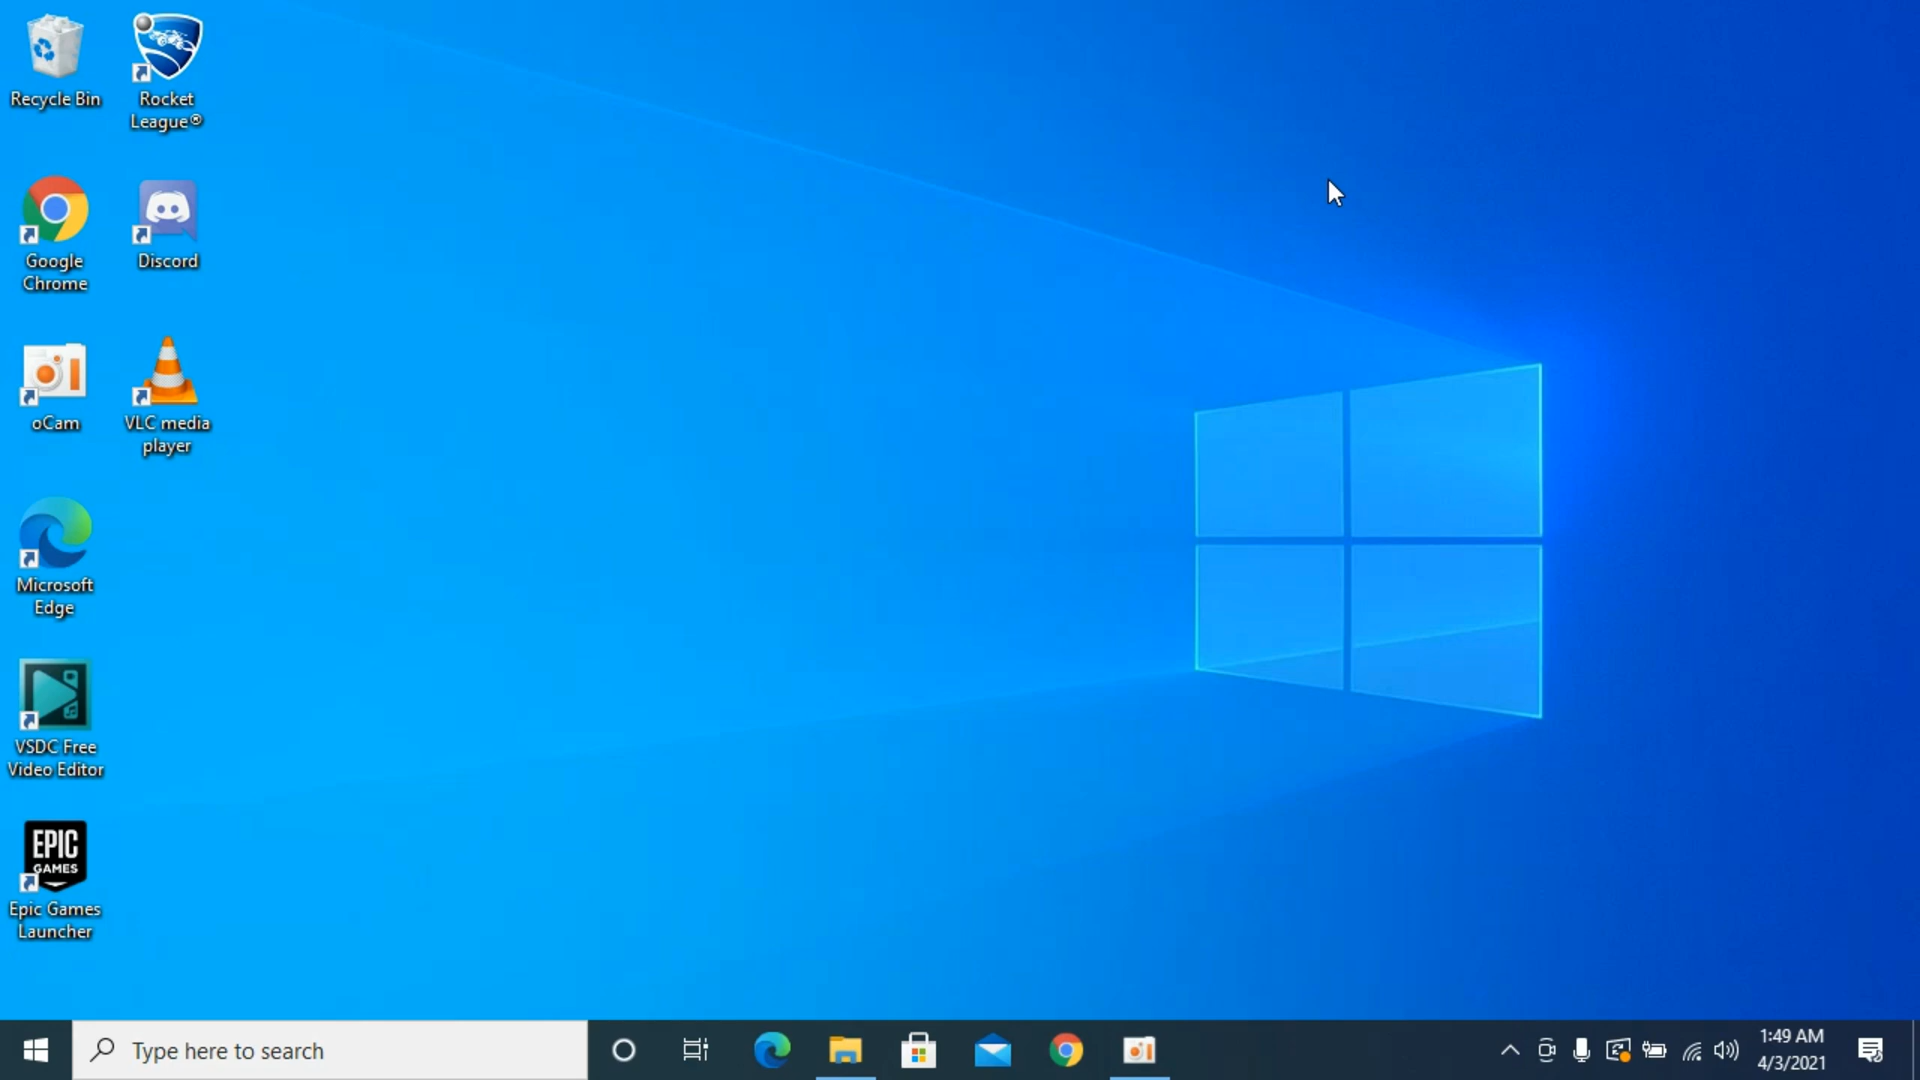 Recycle Bin
Rocket
League®
Google
Chrome
Discord
oCam
VLC media
player
Microsoft
Edge
VSDC Free
Video Editor
EPIC
GAMES
Epic Games
Launcher
Type here to search
1:49 AM
4/3/2021